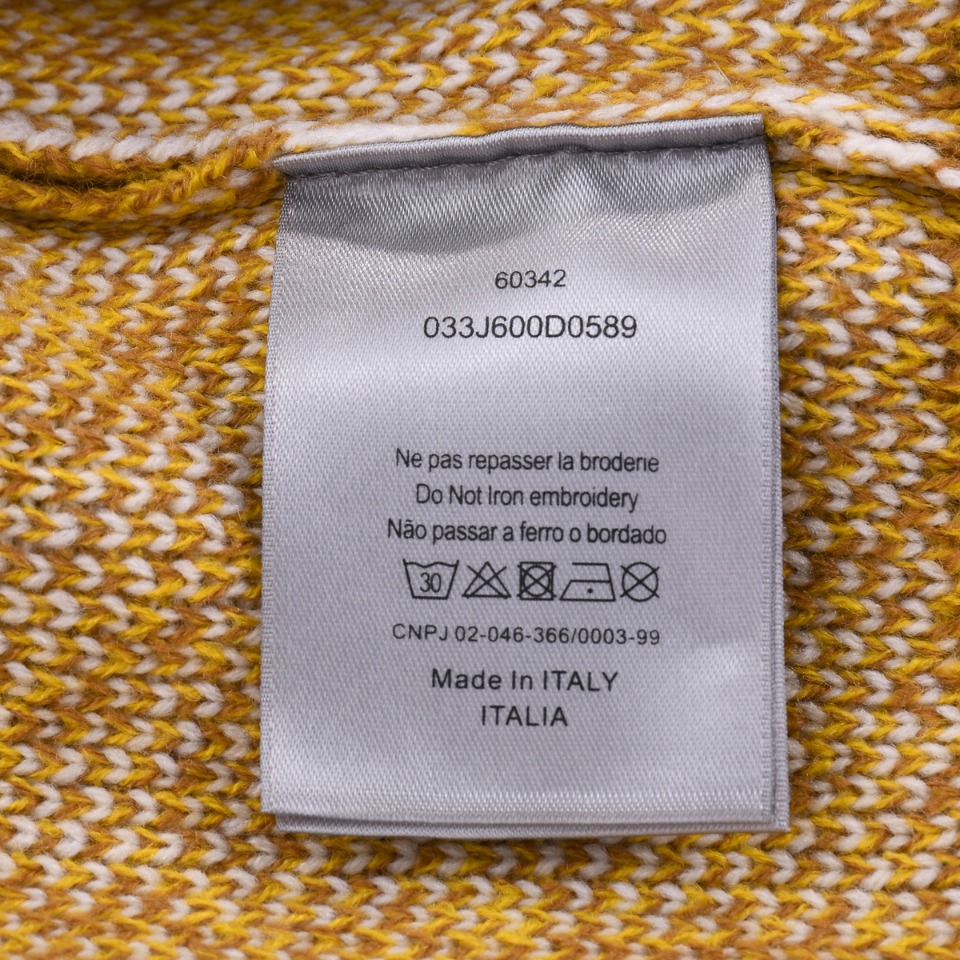 60342
033J600D0589
Ne pas repasser la broderie
Do Not Iron embroidery
Não passar a ferro o bordado
30
CNPJ 02-046-366/0003-99
Made In ITALY
ITALIA